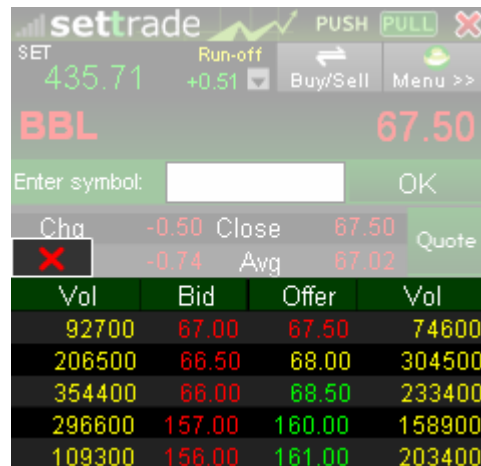 settrade PUSH PULL
SET Run-off
435.71 +0.51 Buy/Sell Menu >>
BBL 67.50
Enter symbol: OK
Chg -0.50 Close 67.50 Quote
-0.74 Avg 67.02
Vol Bid Offer Vol
92700 67.00 67.50 74600
206500 66.50 68.00 304500
354400 66.00 68.50 233400
296600 157.00 160.00 158900
109300 156.00 161.00 203400